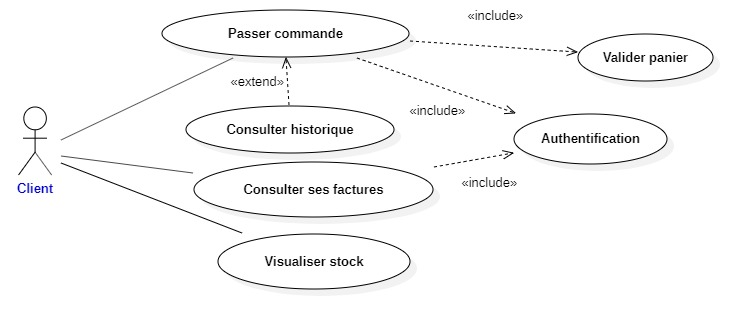 «include»
Passer commande
Valider panier
«extend»
«include»
Consulter historique
Authentification
Client
Consulter ses factures
«include»
Visualiser stock